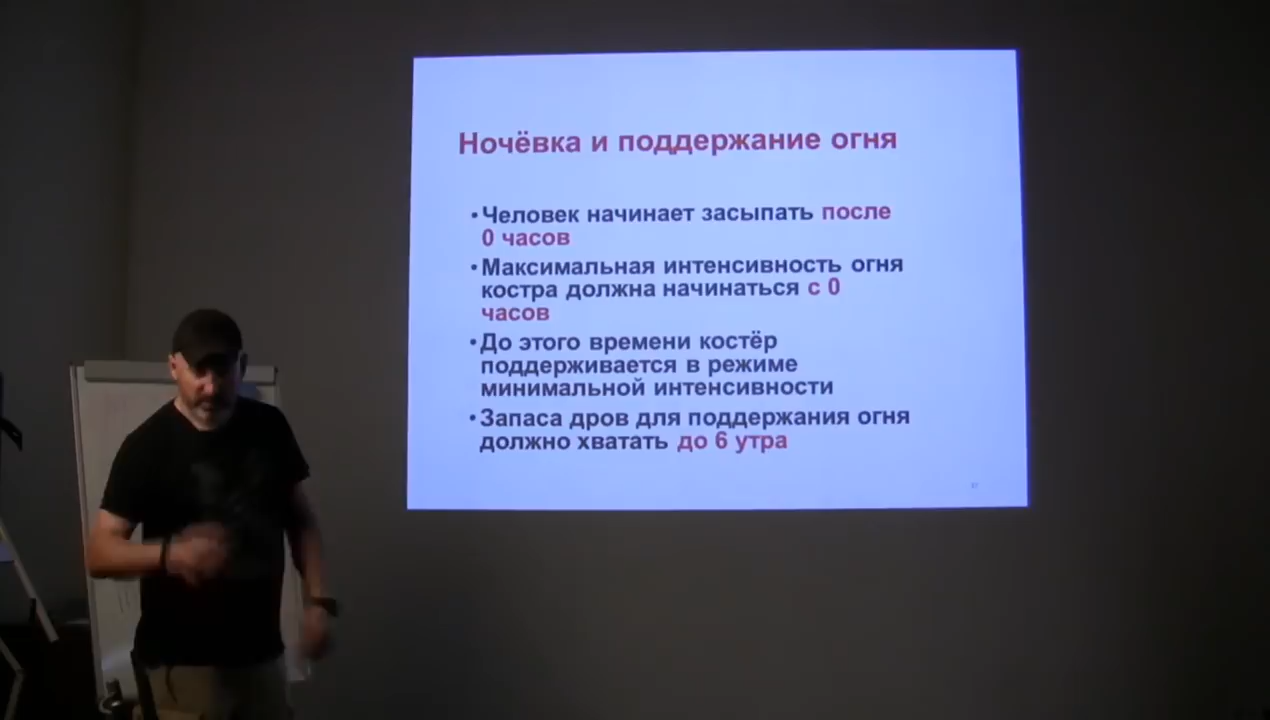 Ночёвка и поддержание огня
•Человек начинает засыпать после
0 часов
•Максимальная интенсивность огня
костра должна начинаться с 0
часов
•До этого времени костёр
поддерживается в режиме
минимальной интенсивности
•Запаса дров для поддержания огня
должно хватать до 6 утра